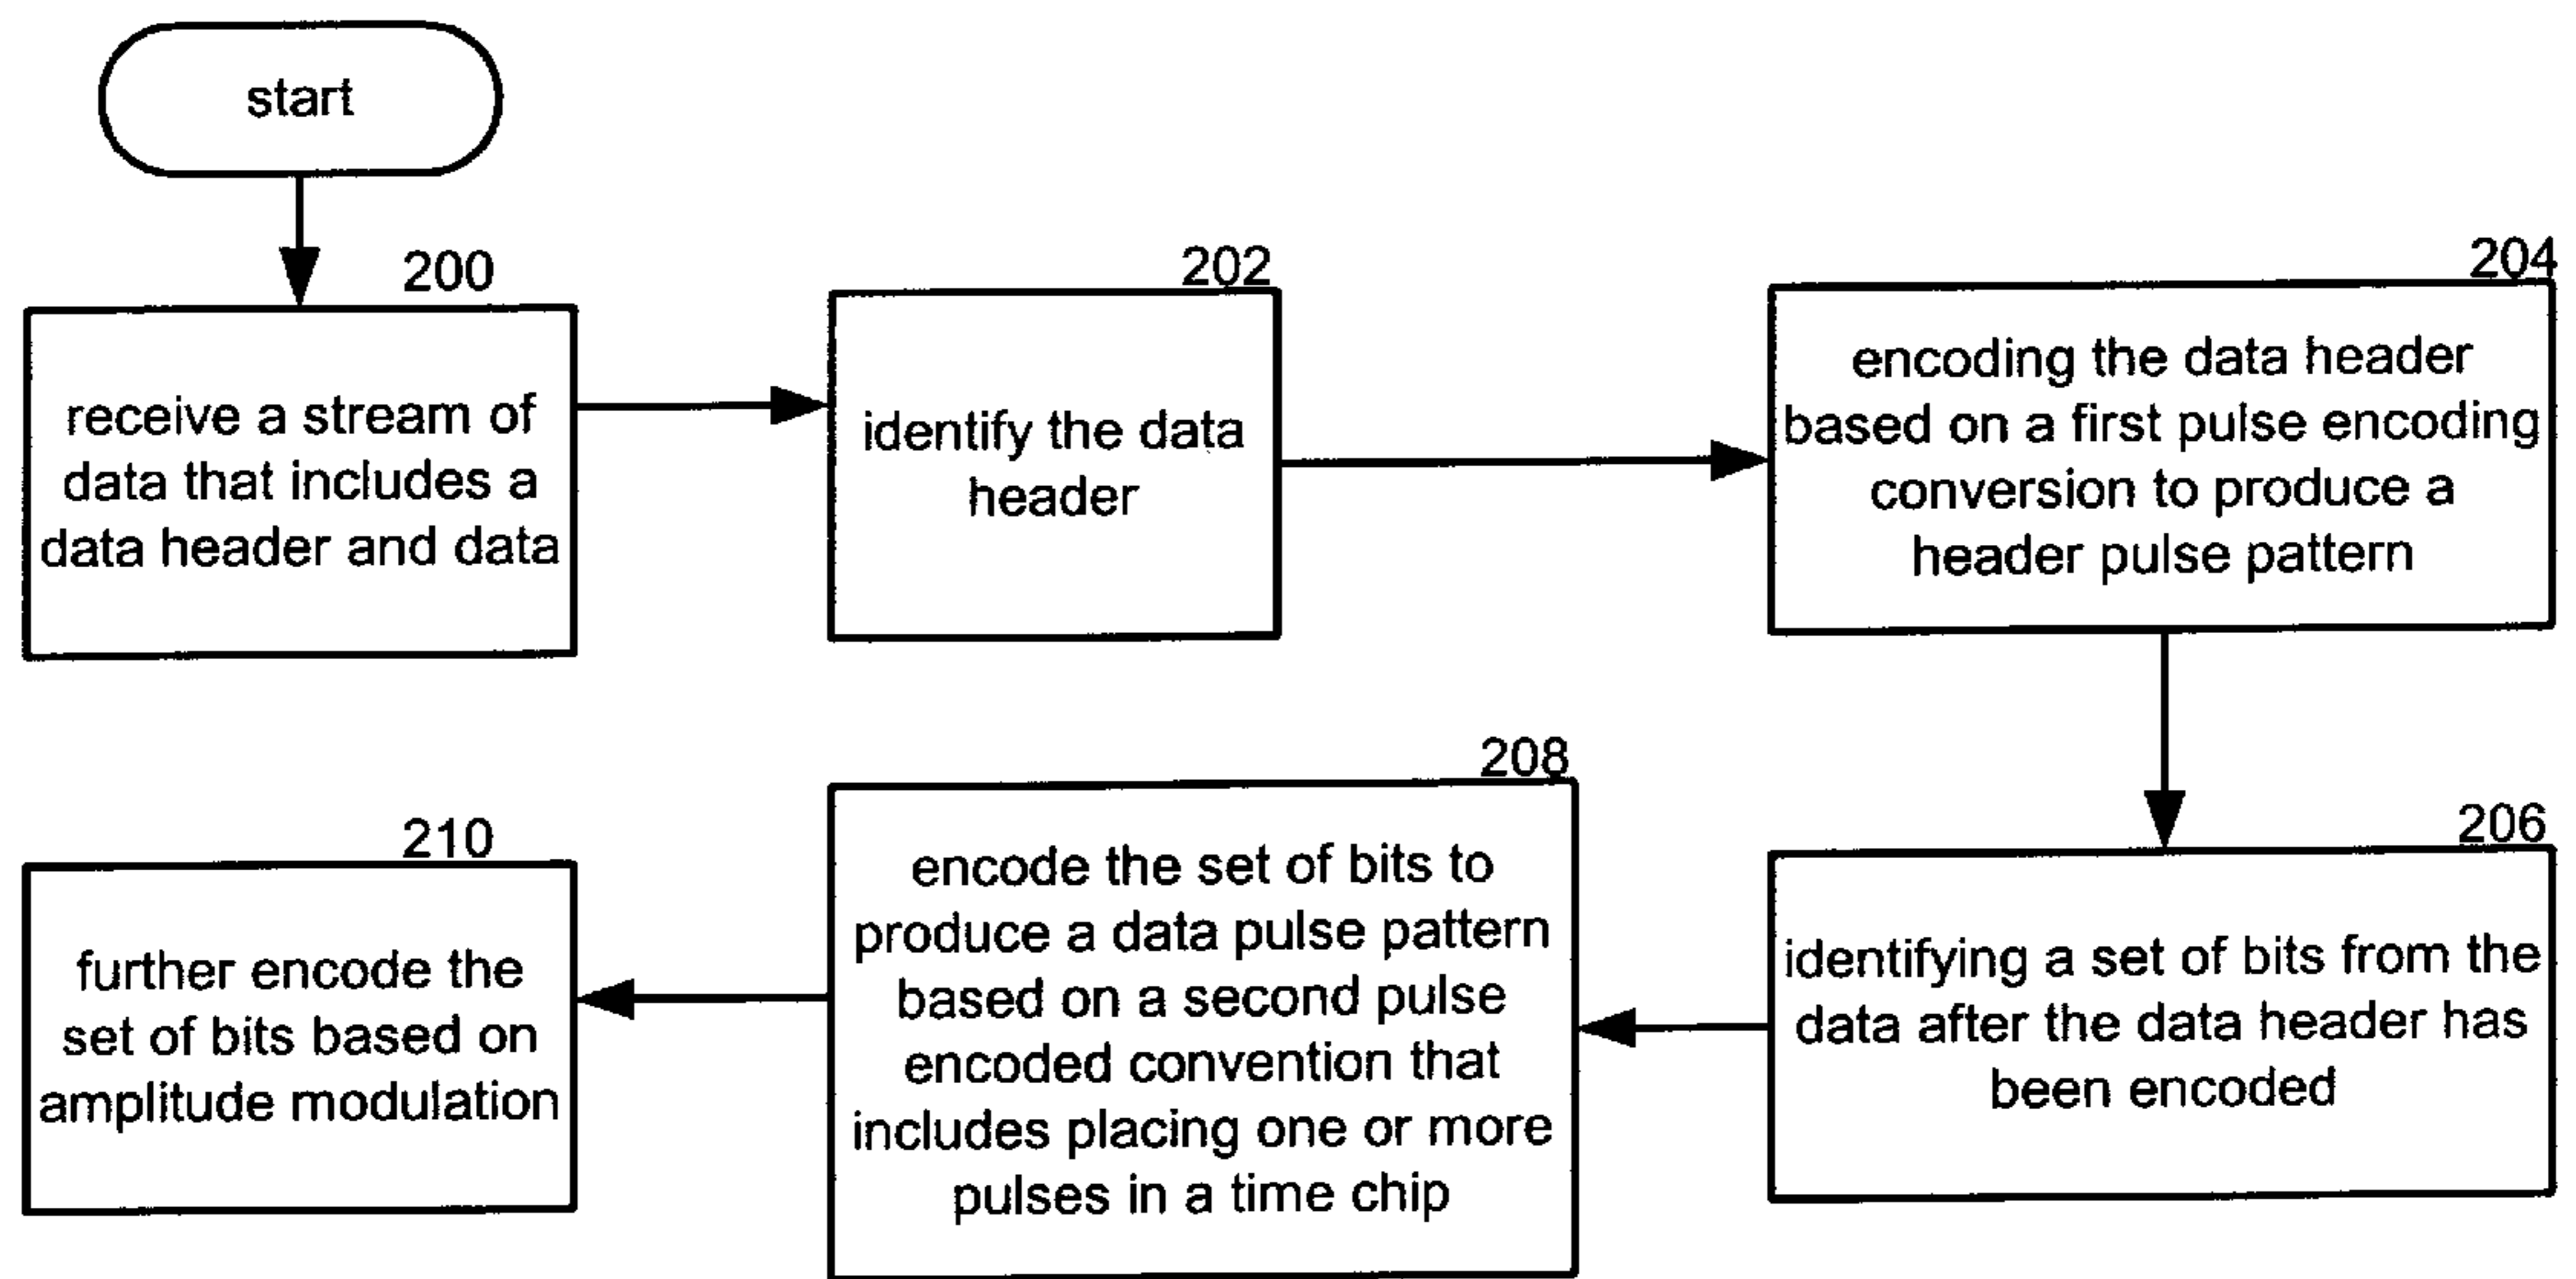 start
200
receive a stream of
data that includes a
data header and data
202
identify the data
header
204
encoding the data header
based on a first pulse encoding
conversion to produce a
header pulse pattern
206
identifying a set of bits from the
data after the data header has
been encoded
208
encode the set of bits to
produce a data pulse pattern
based on a second pulse
encoded convention that
includes placing one or more
pulses in a time chip
210
further encode the
set of bits based on
amplitude modulation